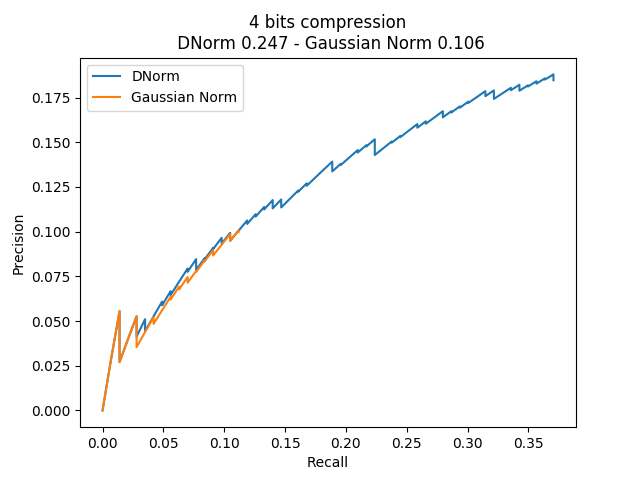 4 bits compression
DNorm 0.247 - Gaussian Norm 0.106
DNorm
Gaussian Norm
Precision
0.175
0.150
0.125
0.100
0.075
0.050
0.025
0.000
0.00 0.05 0.10 0.15 0.20 0.25 0.30 0.35
Recall